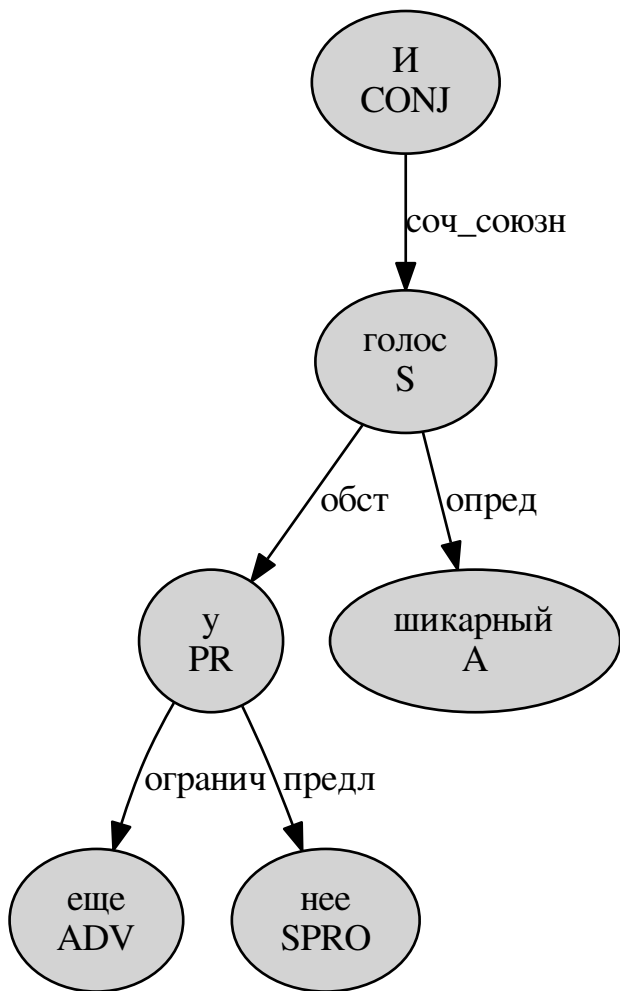 И
CONJ
соч_союзн
голос
S
обст
опред
у
PR
шикарный
A
огранич
предл
еще
ADV
нее
SPRO